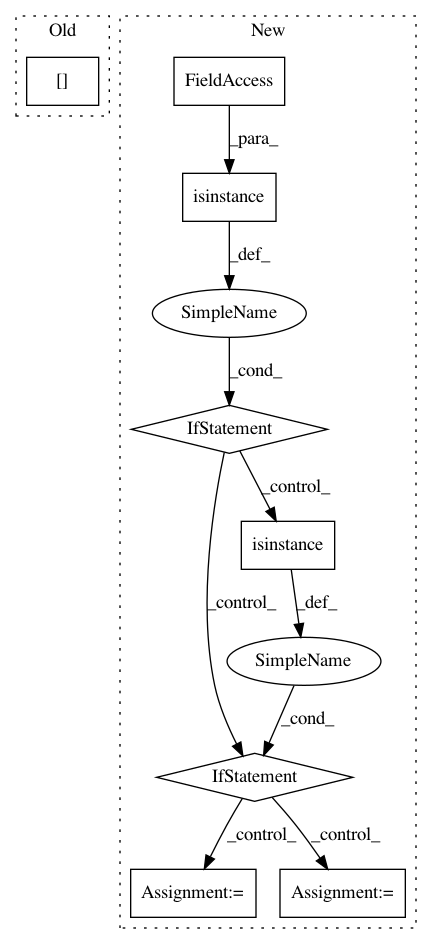 Old
New
[]
FieldAccess
_para_
isinstance
_def_
SimpleName
_cond_
IfStatement
_control_
isinstance
_control_
_def_
SimpleName
_cond_
IfStatement
_control_
_control_
Assignment:=
Assignment:=